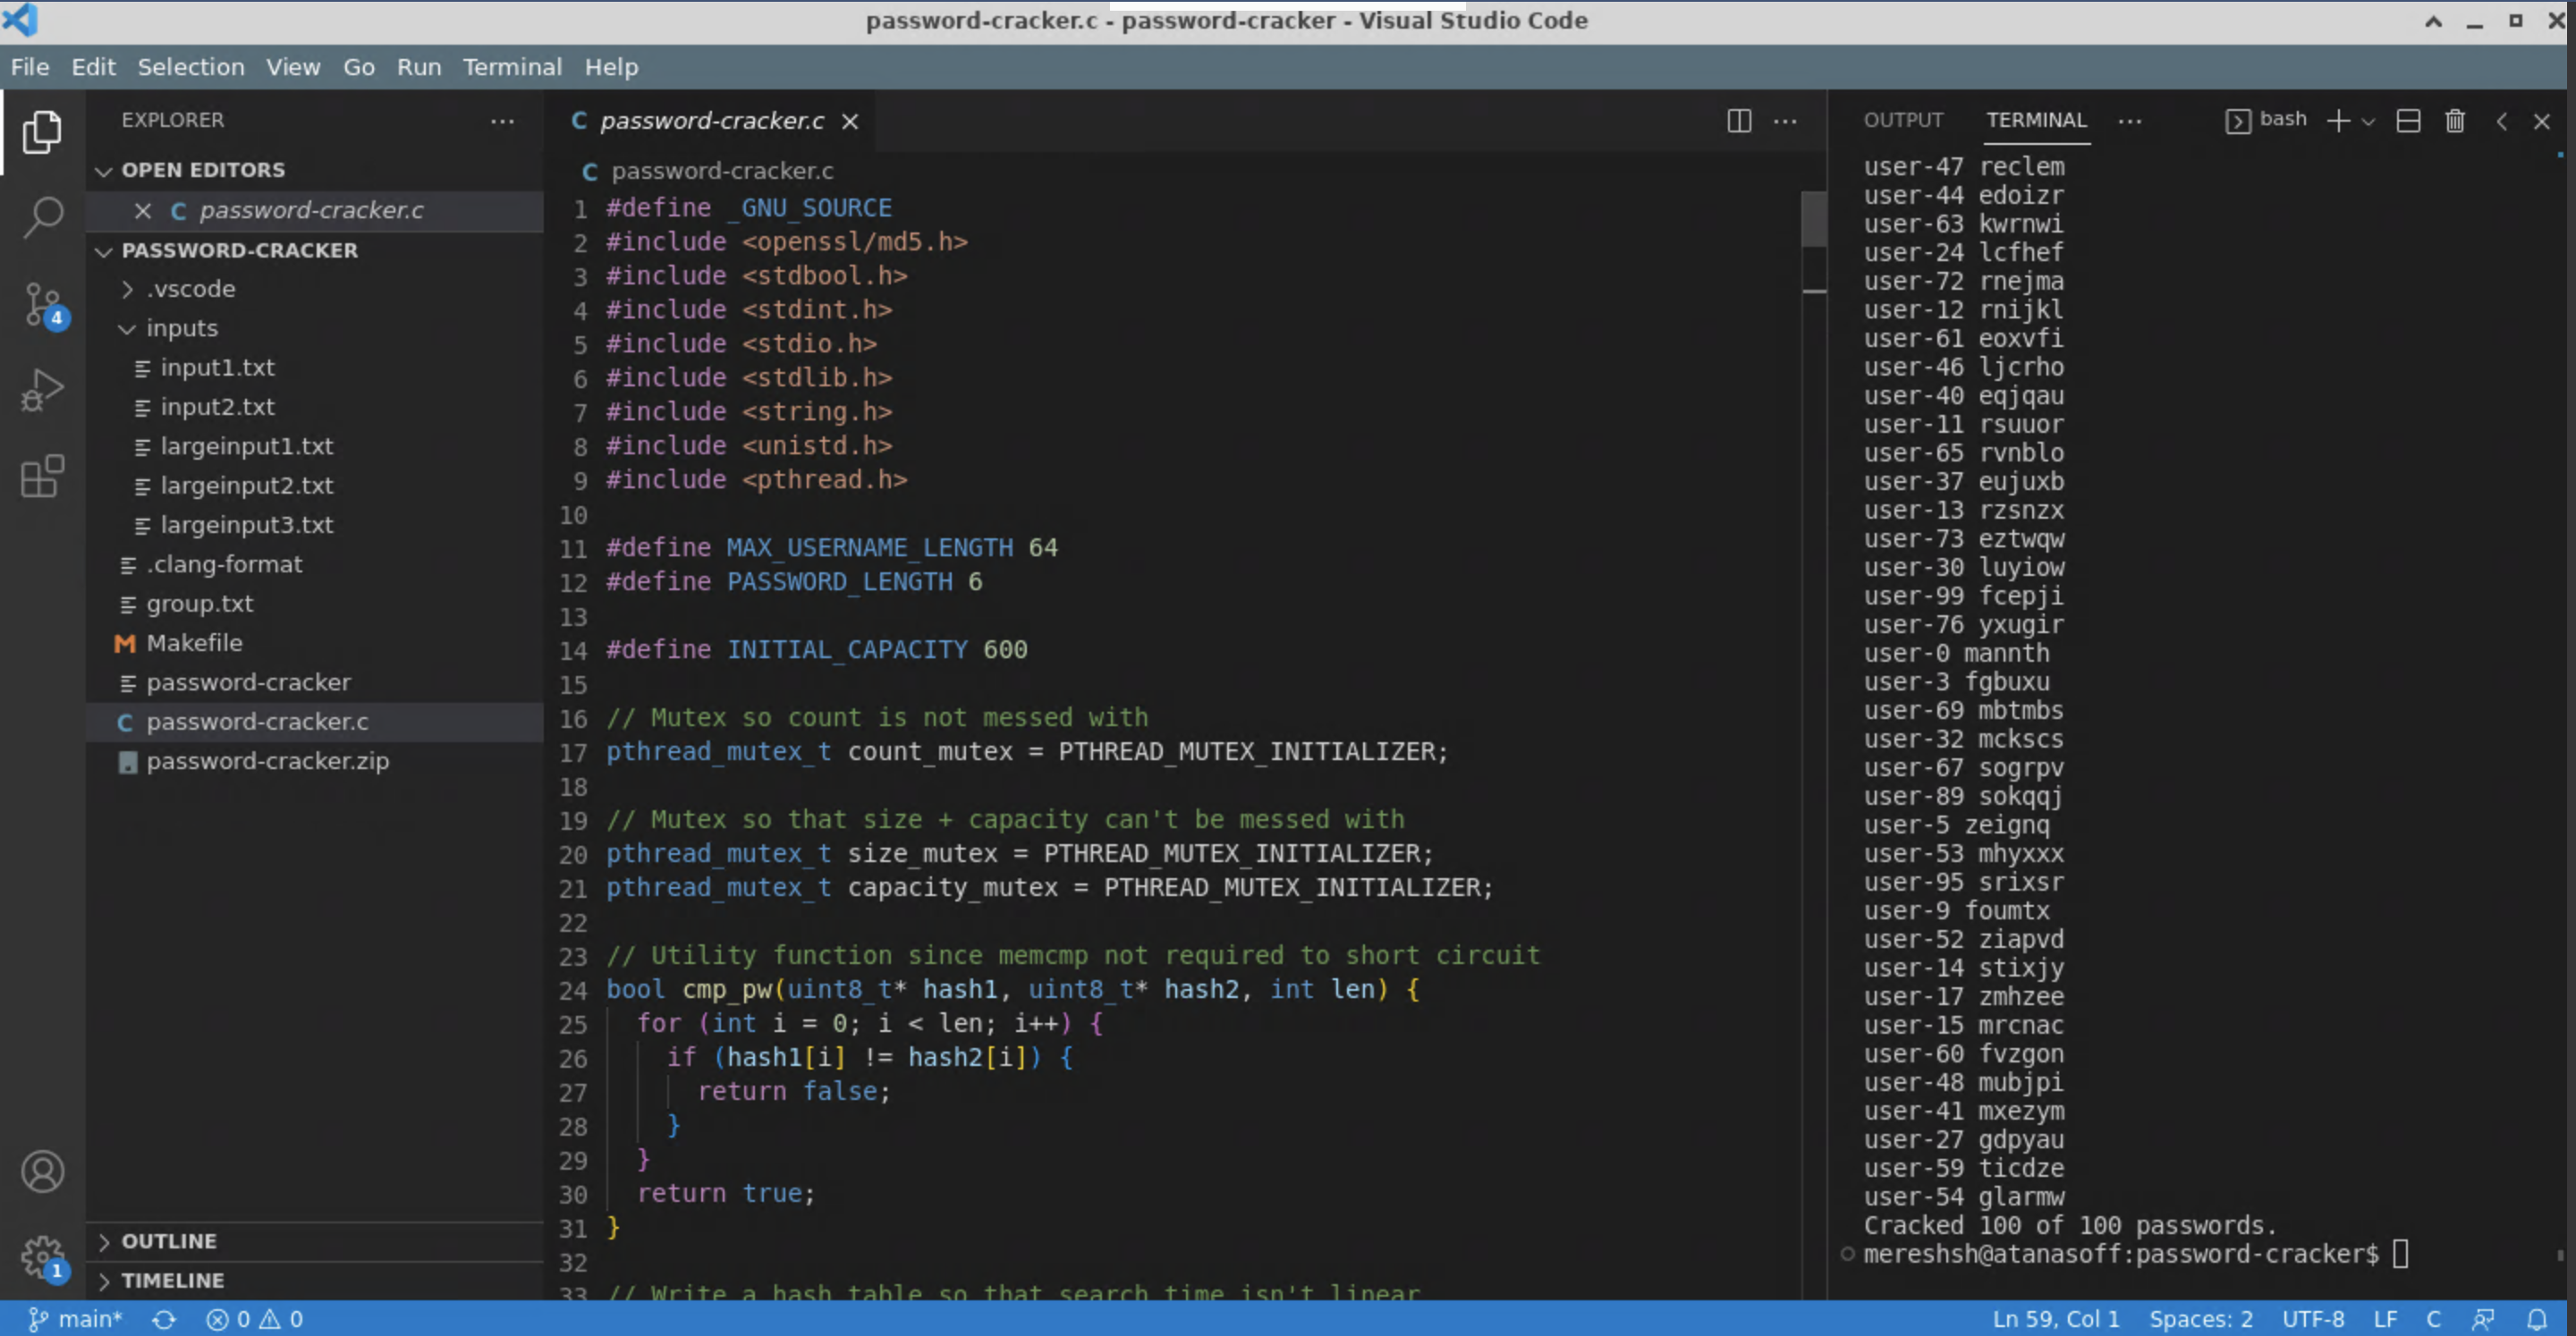 password-cracker.c - password-cracker - Visual Studio Code
File Edit Selection View Go Run Terminal Help
EXPLORER
OPEN EDITORS
password-cracker.c
PASSWORD-CRACKER
.vscode
inputs
input1.txt
input2.txt
largeinput1.txt
largeinput2.txt
largeinput3.txt
.clang-format
group.txt
Makefile
password-cracker
password-cracker.c
password-cracker.zip
OUTLINE
TIMELINE
4
1
C password-cracker.c
C password-cracker.c
1 #define _GNU_SOURCE
2 #include <openssl/md5.h>
3 #include <stdbool.h>
4 #include <stdint.h>
5 #include <stdio.h>
6 #include <stdlib.h>
7 #include <string.h>
8 #include <unistd.h>
9 #include <pthread.h>
10
11 #define MAX_USERNAME_LENGTH 64
12 #define PASSWORD_LENGTH 6
13
14 #define INITIAL_CAPACITY 600
15
16 // Mutex so count is not messed with
17 pthread_mutex_t count_mutex = PTHREAD_MUTEX_INITIALIZER;
18
19 // Mutex so that size + capacity can't be messed with
20 pthread_mutex_t size_mutex = PTHREAD_MUTEX_INITIALIZER;
21 pthread_mutex_t capacity_mutex = PTHREAD_MUTEX_INITIALIZER;
22
23 // Utility function since memcmp not required to short circuit
24 bool cmp_pw(uint8_t* hash1, uint8_t* hash2, int len) {
25 for (int i = 0; i < len; i++) {
26 if (hash1[i] != hash2[i]) {
27 return false;
28 }
29 }
30 return true;
31 }
32
33 // Write a hash table so that search time isn't linear
OUTPUT TERMINAL bash
user-47 reclem
user-44 edoizr
user-63 kwrnwi
user-24 lcfhef
user-72 rnejma
user-12 rnijkl
user-61 eoxvfi
user-46 ljcrho
user-40 eqjqau
user-11 rsuuor
user-65 rvnblo
user-37 eujuxb
user-13 rzsnzx
user-73 eztwqw
user-30 luyiow
user-99 fcepji
user-76 yxugir
user-0 mannth
user-3 fgbuxu
user-69 mbtmbs
user-32 mckscs
user-67 sogrpv
user-89 sokqqj
user-5 zeignq
user-53 mhyxxx
user-95 srixsr
user-9 foumtx
user-52 ziapvd
user-14 stixjy
user-17 zmhzee
user-15 mrcnac
user-60 fvzgon
user-48 mubjpi
user-41 mxezym
user-27 gdpyau
user-59 ticdze
user-54 glarmw
Cracked 100 of 100 passwords.
mereshsh@atanasoff:password-cracker$
main* 0 0 Ln 59, Col 1 Spaces: 2 UTF-8 LF C